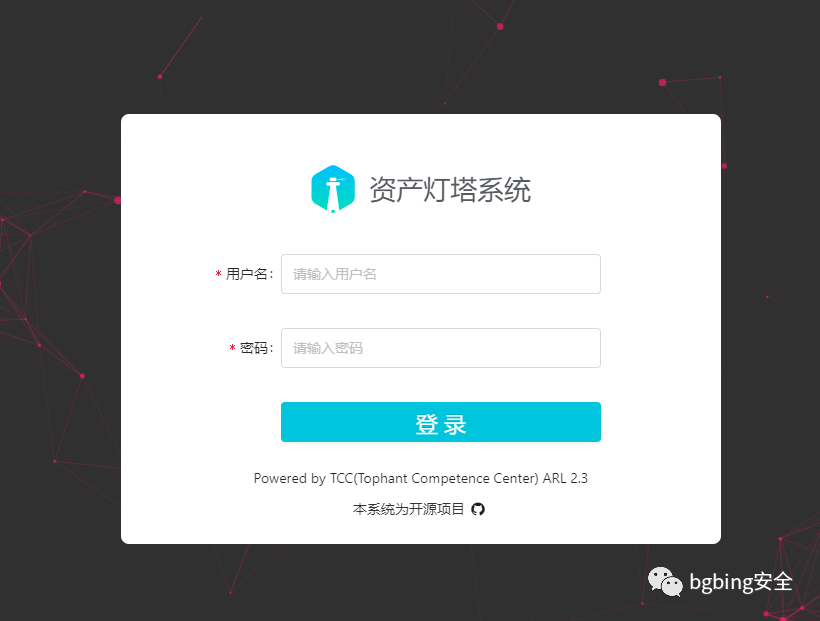 资产灯塔系统
* 用户名: 请输入用户名
* 密码: 请输入密码
登 录
Powered by TCC(Tophant Competence Center) ARL 2.3
本系统为开源项目
bgbing安全